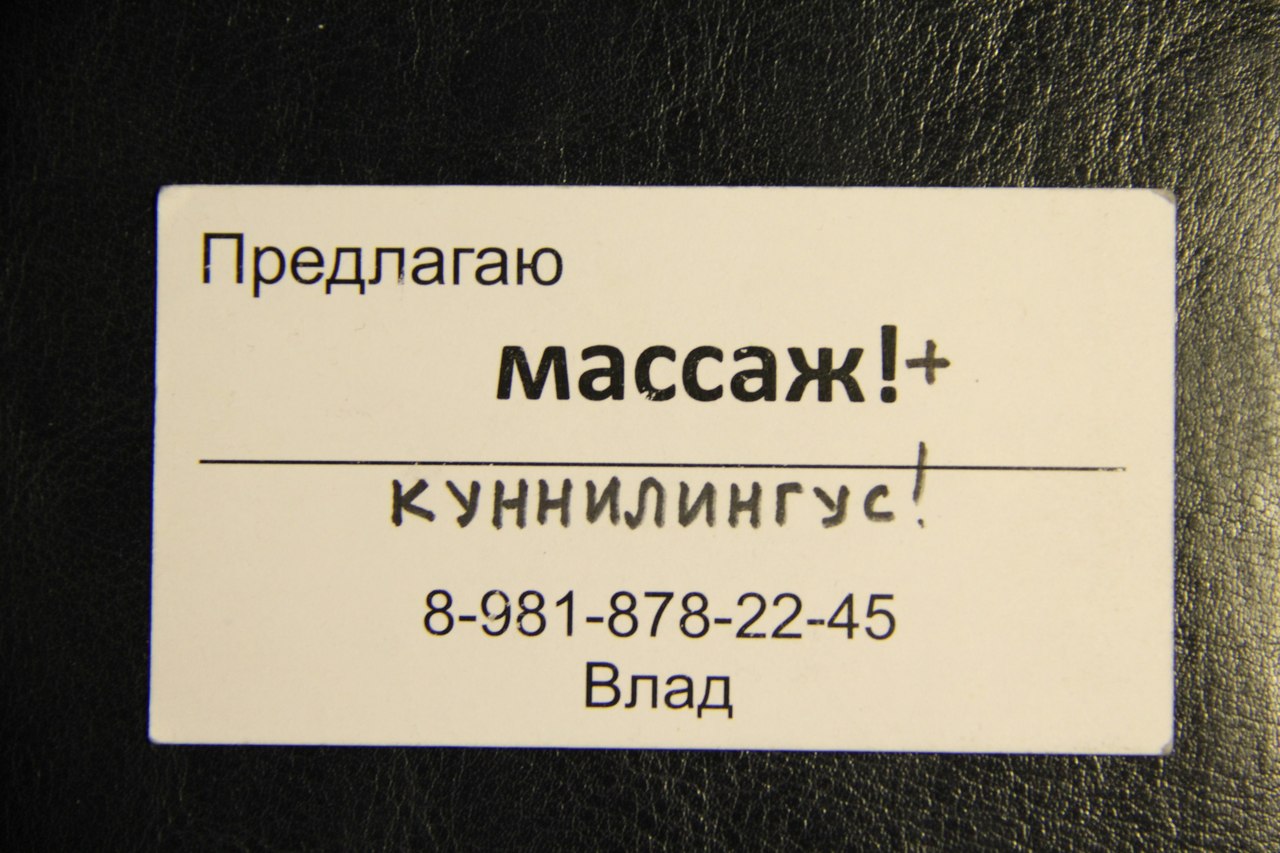 Предлагаю
массаж!+
куннилингус!
8-981-878-22-45
Влад